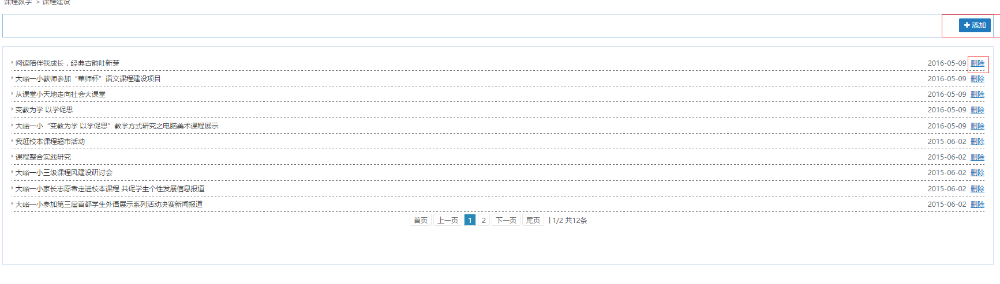 课程教学 > 课程建设
添加
阅读陪伴我成长，经典古韵吐新芽 2016-05-09 删除
大峪一小教师参加“華师杯”语文课程建设项目 2016-05-09 删除
从课堂小天地走向社会大课堂 2016-05-09 删除
变教为学 以学促思 2016-05-09 删除
大峪一小“变教为学 以学促思”教学方式研究之电脑美术课程展示 2016-05-09 删除
我逛校本课程超市活动 2015-06-02 删除
课程整合实践研究 2015-06-02 删除
大峪一小三级课程风建设研讨会 2015-06-02 删除
大峪一小家长志愿者走进校本课程 共促学生个性发展信息报道 2015-06-02 删除
大峪一小参加第三届首都学生外语展示系列活动决赛新闻报道 2015-06-02 删除
首页 上一页 1 2 下一页 尾页 | 1/2 共12条